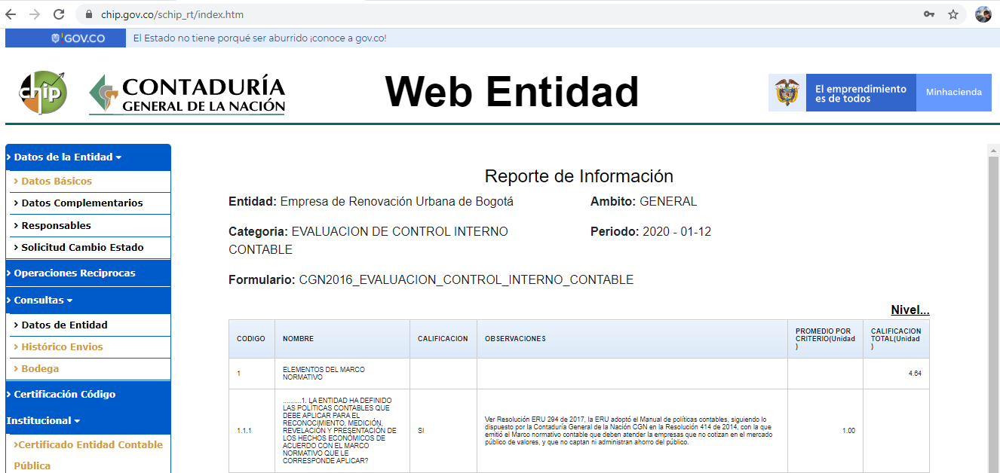 chip.gov.co/schip_rt/index.htm
GOV.CO
El Estado no tiene porqué ser aburrido ¡conoce a gov.co!
chip
CONTADURÍA
GENERAL DE LA NACIÓN
Web Entidad
El emprendimiento
es de todos
Minhacienda
> Datos de la Entidad
> Datos Básicos
> Datos Complementarios
> Responsables
> Solicitud Cambio Estado
> Operaciones Reciprocas
> Consultas
> Datos de Entidad
> Histórico Envios
> Bodega
> Certificación Código
Institucional
>Certificado Entidad Contable
Pública
Reporte de Información
Entidad: Empresa de Renovación Urbana de Bogotá
Ambito: GENERAL
Categoria: EVALUACION DE CONTROL INTERNO
CONTABLE
Periodo: 2020 - 01-12
Formulario: CGN2016_EVALUACION_CONTROL_INTERNO_CONTABLE
Nivel...
CODIGO
NOMBRE
CALIFICACION
OBSERVACIONES
PROMEDIO POR
CRITERIO(Unidad
)
CALIFICACION
TOTAL(Unidad
)
1
ELEMENTOS DEL MARCO
NORMATIVO
4.64
1.1.1
..........1. LA ENTIDAD HA DEFINIDO
LAS POLÍTICAS CONTABLES QUE
DEBE APLICAR PARA EL
RECONOCIMIENTO, MEDICIÓN,
REVELACIÓN Y PRESENTACIÓN DE
LOS HECHOS ECONÓMICOS DE
ACUERDO CON EL MARCO
NORMATIVO QUE LE
CORRESPONDE APLICAR?
SI
Ver Resolución ERU 294 de 2017, la ERU adoptó el Manual de políticas contables, siguiendo lo
dispuesto por la Contaduría General de la Nación CGN en la Resolución 414 de 2014, con la que
emitió el Marco normativo contable que deben atender la empresas que no cotizan en el mercado
público de valores, y que no captan ni administran ahorro del público.
1.00